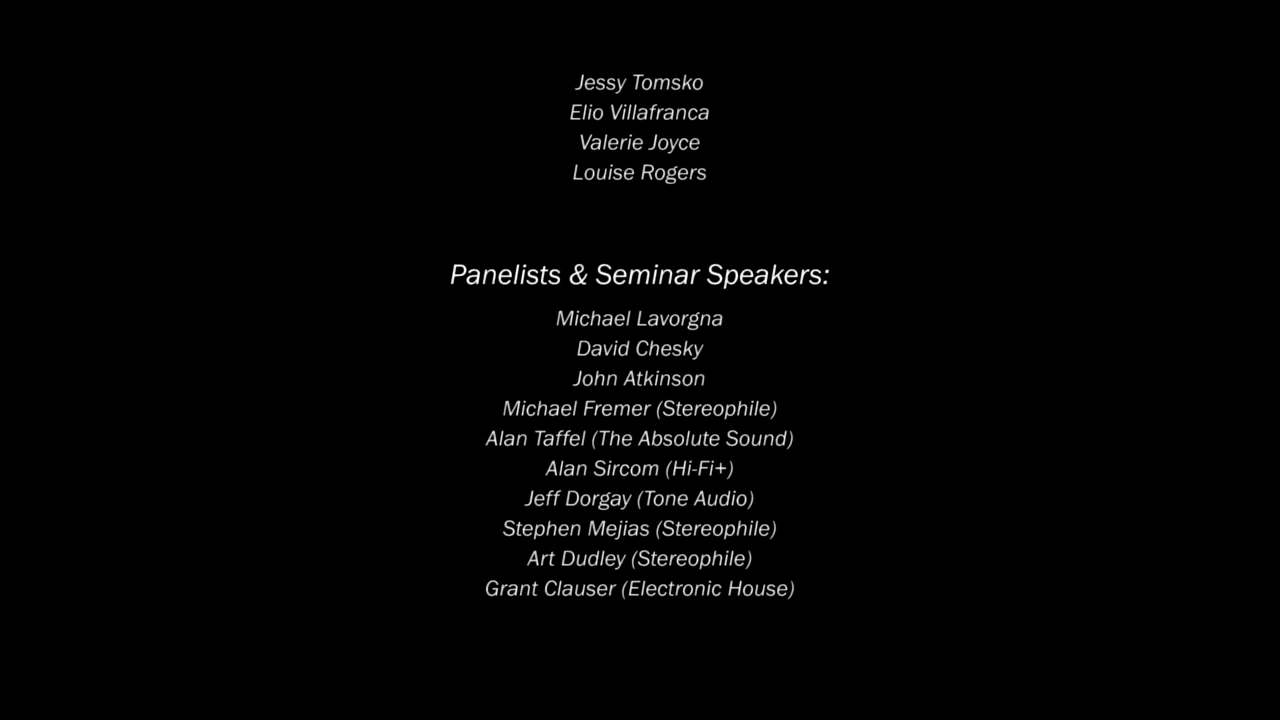 Jessy Tomsko
Elio Villafranca
Valerie Joyce
Louise Rogers
Panelists & Seminar Speakers:
Michael Lavorgna
David Chesky
John Atkinson
Michael Fremer (Stereophile)
Alan Taffel (The Absolute Sound)
Alan Sircom (Hi-Fi+)
Jeff Dorgay (Tone Audio)
Stephen Mejias (Stereophile)
Art Dudley (Stereophile)
Grant Clauser (Electronic House)